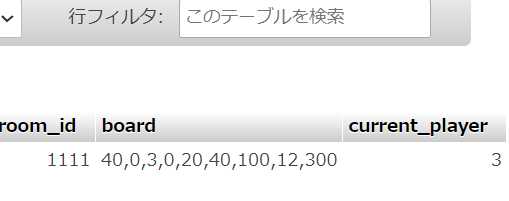 行フィルタ: このテーブルを検索
room_id board current_player
1111 40,0,3,0,20,40,100,12,300 3